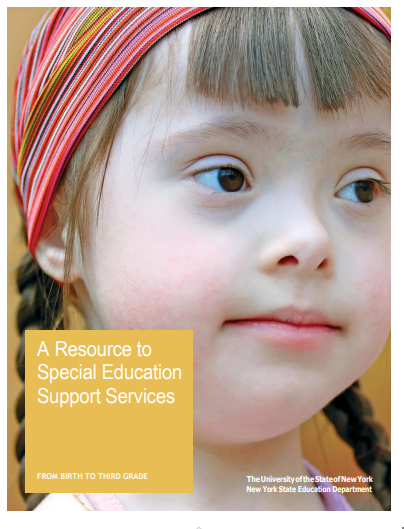 A Resource to
Special Education
Support Services
FROM BIRTH TO THIRD GRADE
The University of the State of New York
New York State Education Department